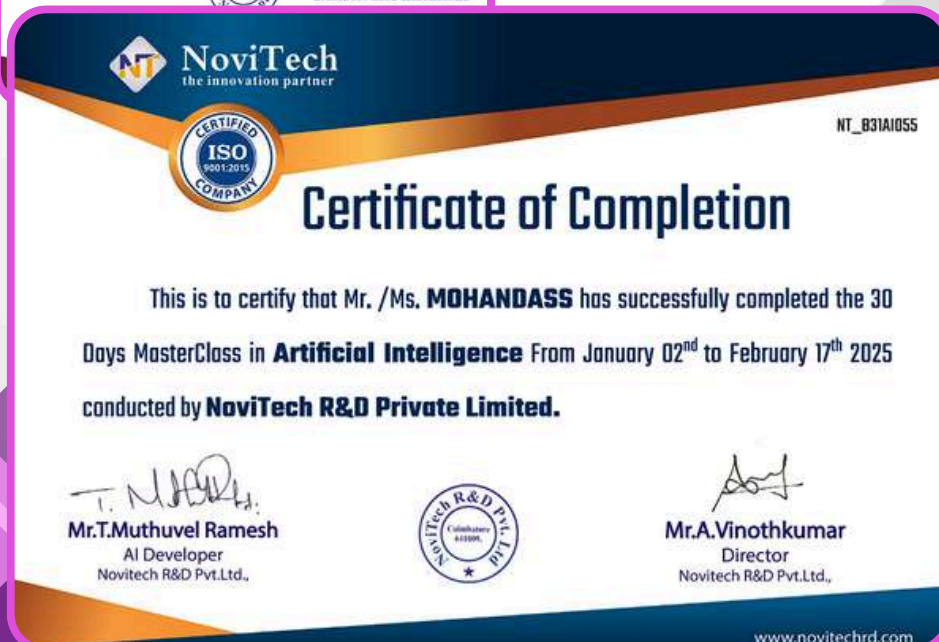 NoviTech
the innovation partner
NT
CERTIFIED
ISO
9001:2015
COMPANY
NT_B31AI055
Certificate of Completion
This is to certify that Mr. /Ms. MOHANDASS has successfully completed the 30
Days MasterClass in Artificial Intelligence From January 02nd to February 17th 2025
conducted by NoviTech R&D Private Limited.
Mr.T.Muthuvel Ramesh
AI Developer
Novitech R&D Pvt.Ltd.,
NoviTech R&D Pvt. Ltd
Coimbatore
Mr.A.Vinothkumar
Director
Novitech R&D Pvt.Ltd.,
www.novitechrd.com